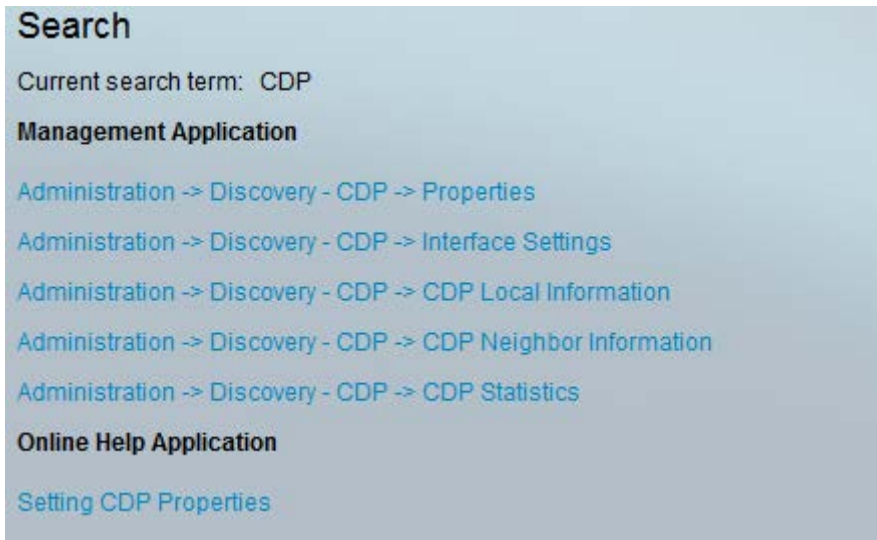 Search
Current search term: CDP
Management Application
Administration -> Discovery - CDP -> Properties
Administration -> Discovery - CDP -> Interface Settings
Administration -> Discovery - CDP -> CDP Local Information
Administration -> Discovery - CDP -> CDP Neighbor Information
Administration -> Discovery - CDP -> CDP Statistics
Online Help Application
Setting CDP Properties